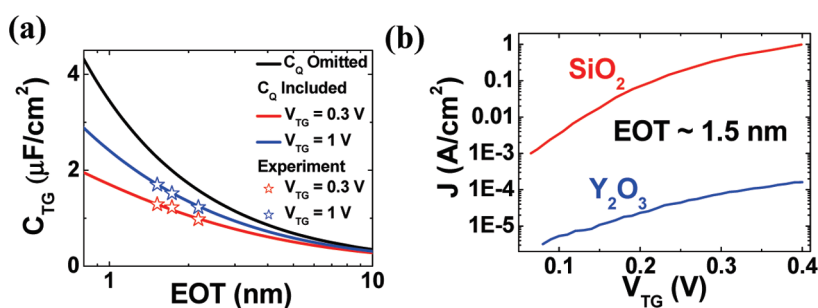 (a)
C_TG (μF/cm²)
4
2
0
1
10
EOT (nm)
C_Q Omitted
C_Q Included
V_TG = 0.3 V
V_TG = 1 V
Experiment
V_TG = 0.3 V
V_TG = 1 V
(b)
J (A/cm²)
1
0.1
0.01
1E-3
1E-4
1E-5
SiO₂
EOT ~ 1.5 nm
Y₂O₃
0.1
0.2
0.3
0.4
V_TG (V)